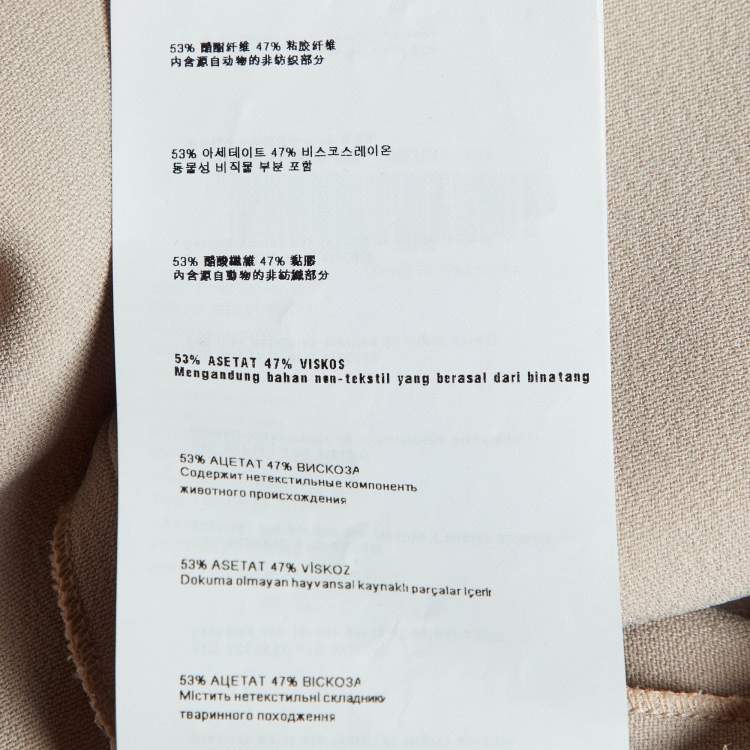 53% 醋酯纤维 47% 粘胶纤维
内含源自动物的非纺织部分
53% 아세테이트 47% 비스코스레이온
동물성 비직물 부분 포함
53% 醋酸纖維 47% 黏膠
內含源自動物的非紡織部分
53% ASETAT 47% VISKOS
Mengandung bahan non-tekstil yang berasal dari binatang
53% АЦЕТАТ 47% ВИСКОЗА
Содержит нетекстильные компоненть
животного происхождения
53% ASETAT 47% VİSKOZ
Dokuma olmayan hayvansal kaynaklı parçalar içerir
53% АЦЕТАТ 47% ВІСКОЗА
Містить нетекстильні складнию
тваринного походження